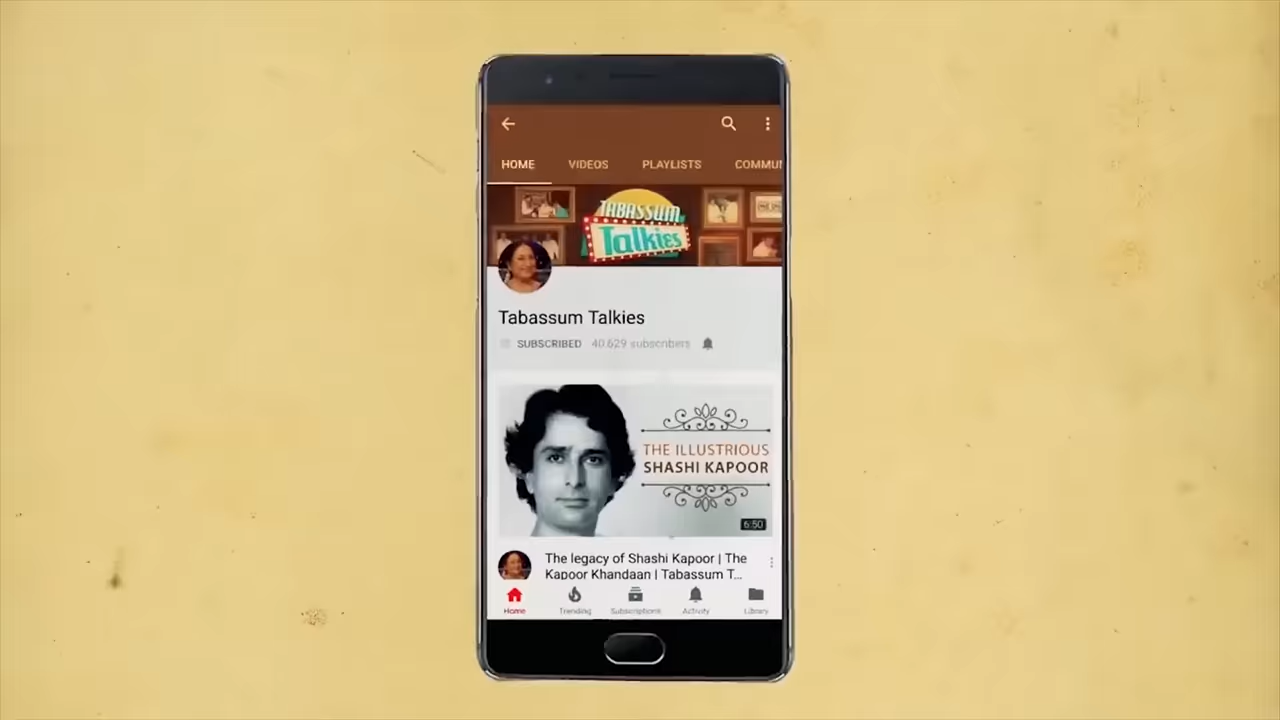 HOME VIDEOS PLAYLISTS COMMUN
TABASSUM
Talkies
Tabassum Talkies
SUBSCRIBED 40,629 subscribers
THE ILLUSTRIOUS
SHASHI KAPOOR
6:50
The legacy of Shashi Kapoor | The
Kapoor Khandaan | Tabassum T...
Home Trending Subscriptions Activity Library